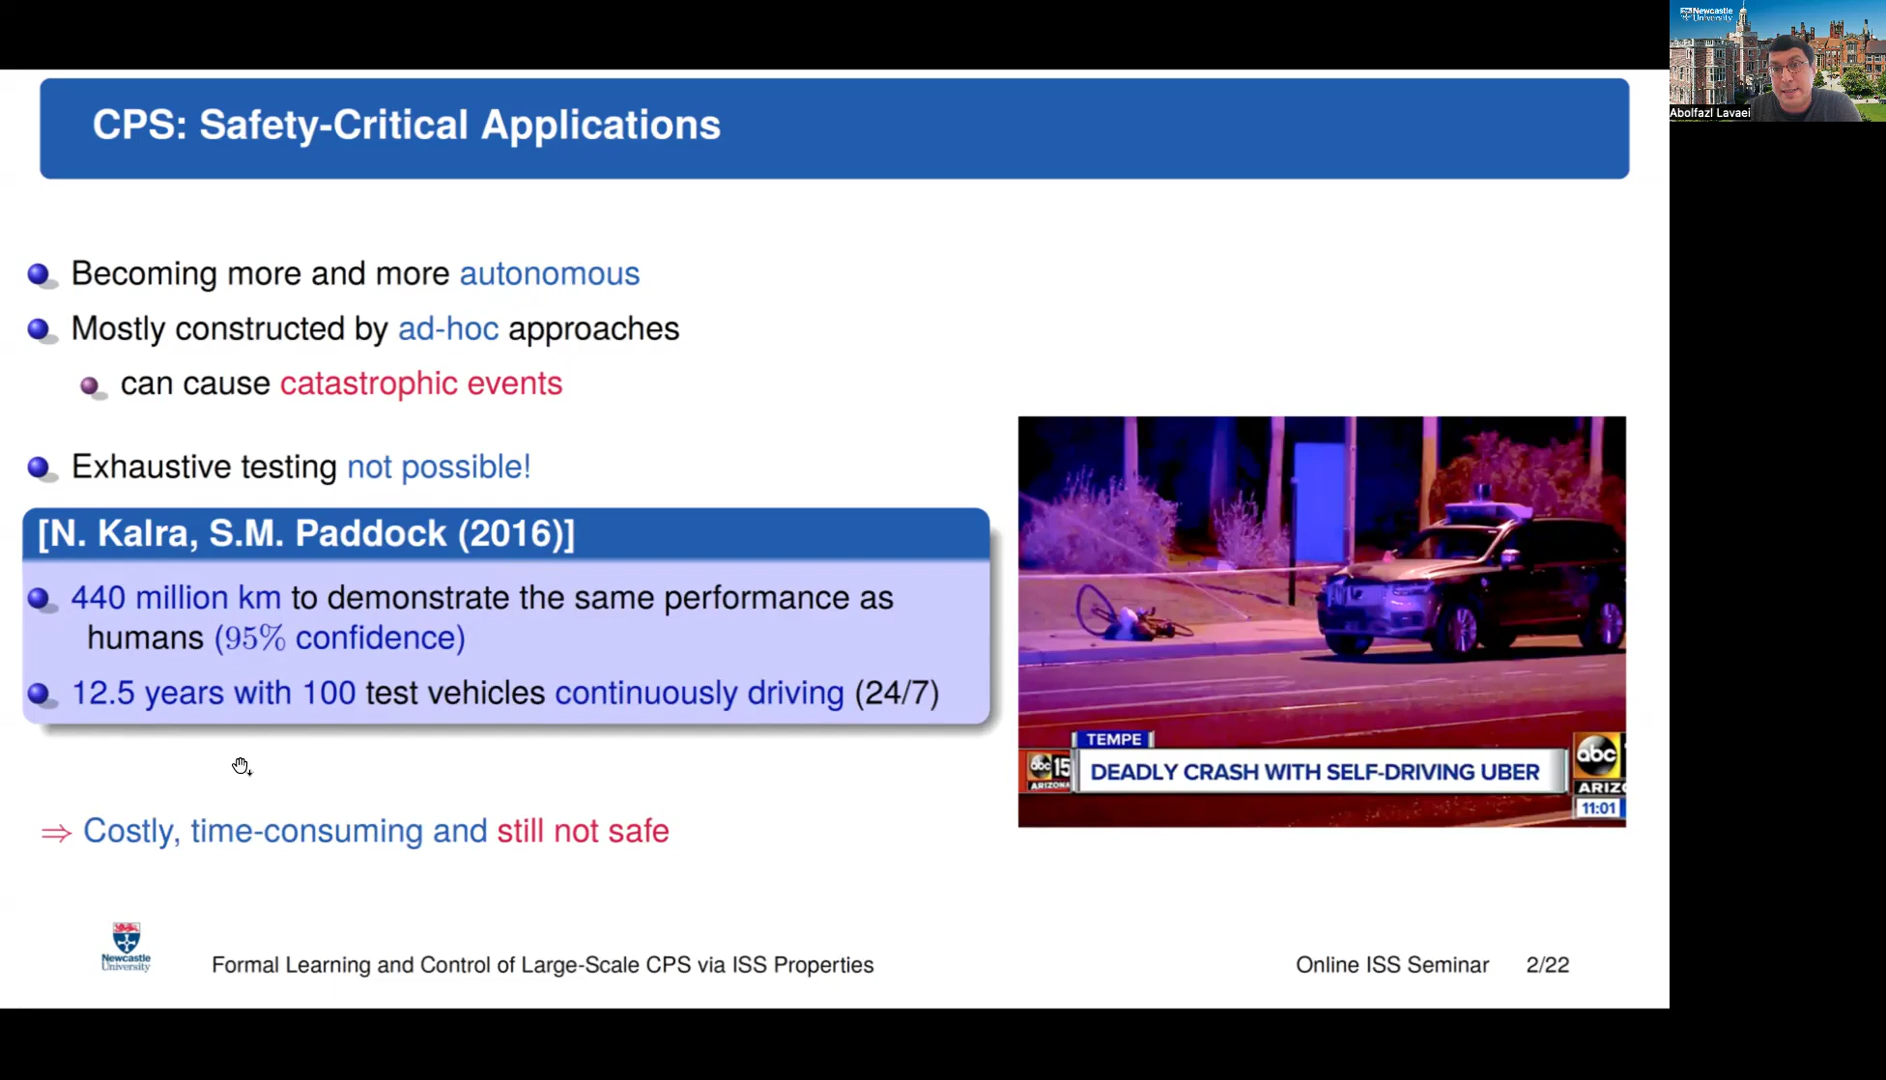 Newcastle
University
Abolfazl Lavaei
CPS: Safety-Critical Applications
Becoming more and more autonomous
Mostly constructed by ad-hoc approaches
can cause catastrophic events
Exhaustive testing not possible!
[N. Kalra, S.M. Paddock (2016)]
440 million km to demonstrate the same performance as
humans (95% confidence)
12.5 years with 100 test vehicles continuously driving (24/7)
⇒ Costly, time-consuming and still not safe
TEMPE
abc 15
ARIZONA
DEADLY CRASH WITH SELF-DRIVING UBER
abc
ARIZ
11:01
Newcastle
University
Formal Learning and Control of Large-Scale CPS via ISS Properties
Online ISS Seminar 2/22